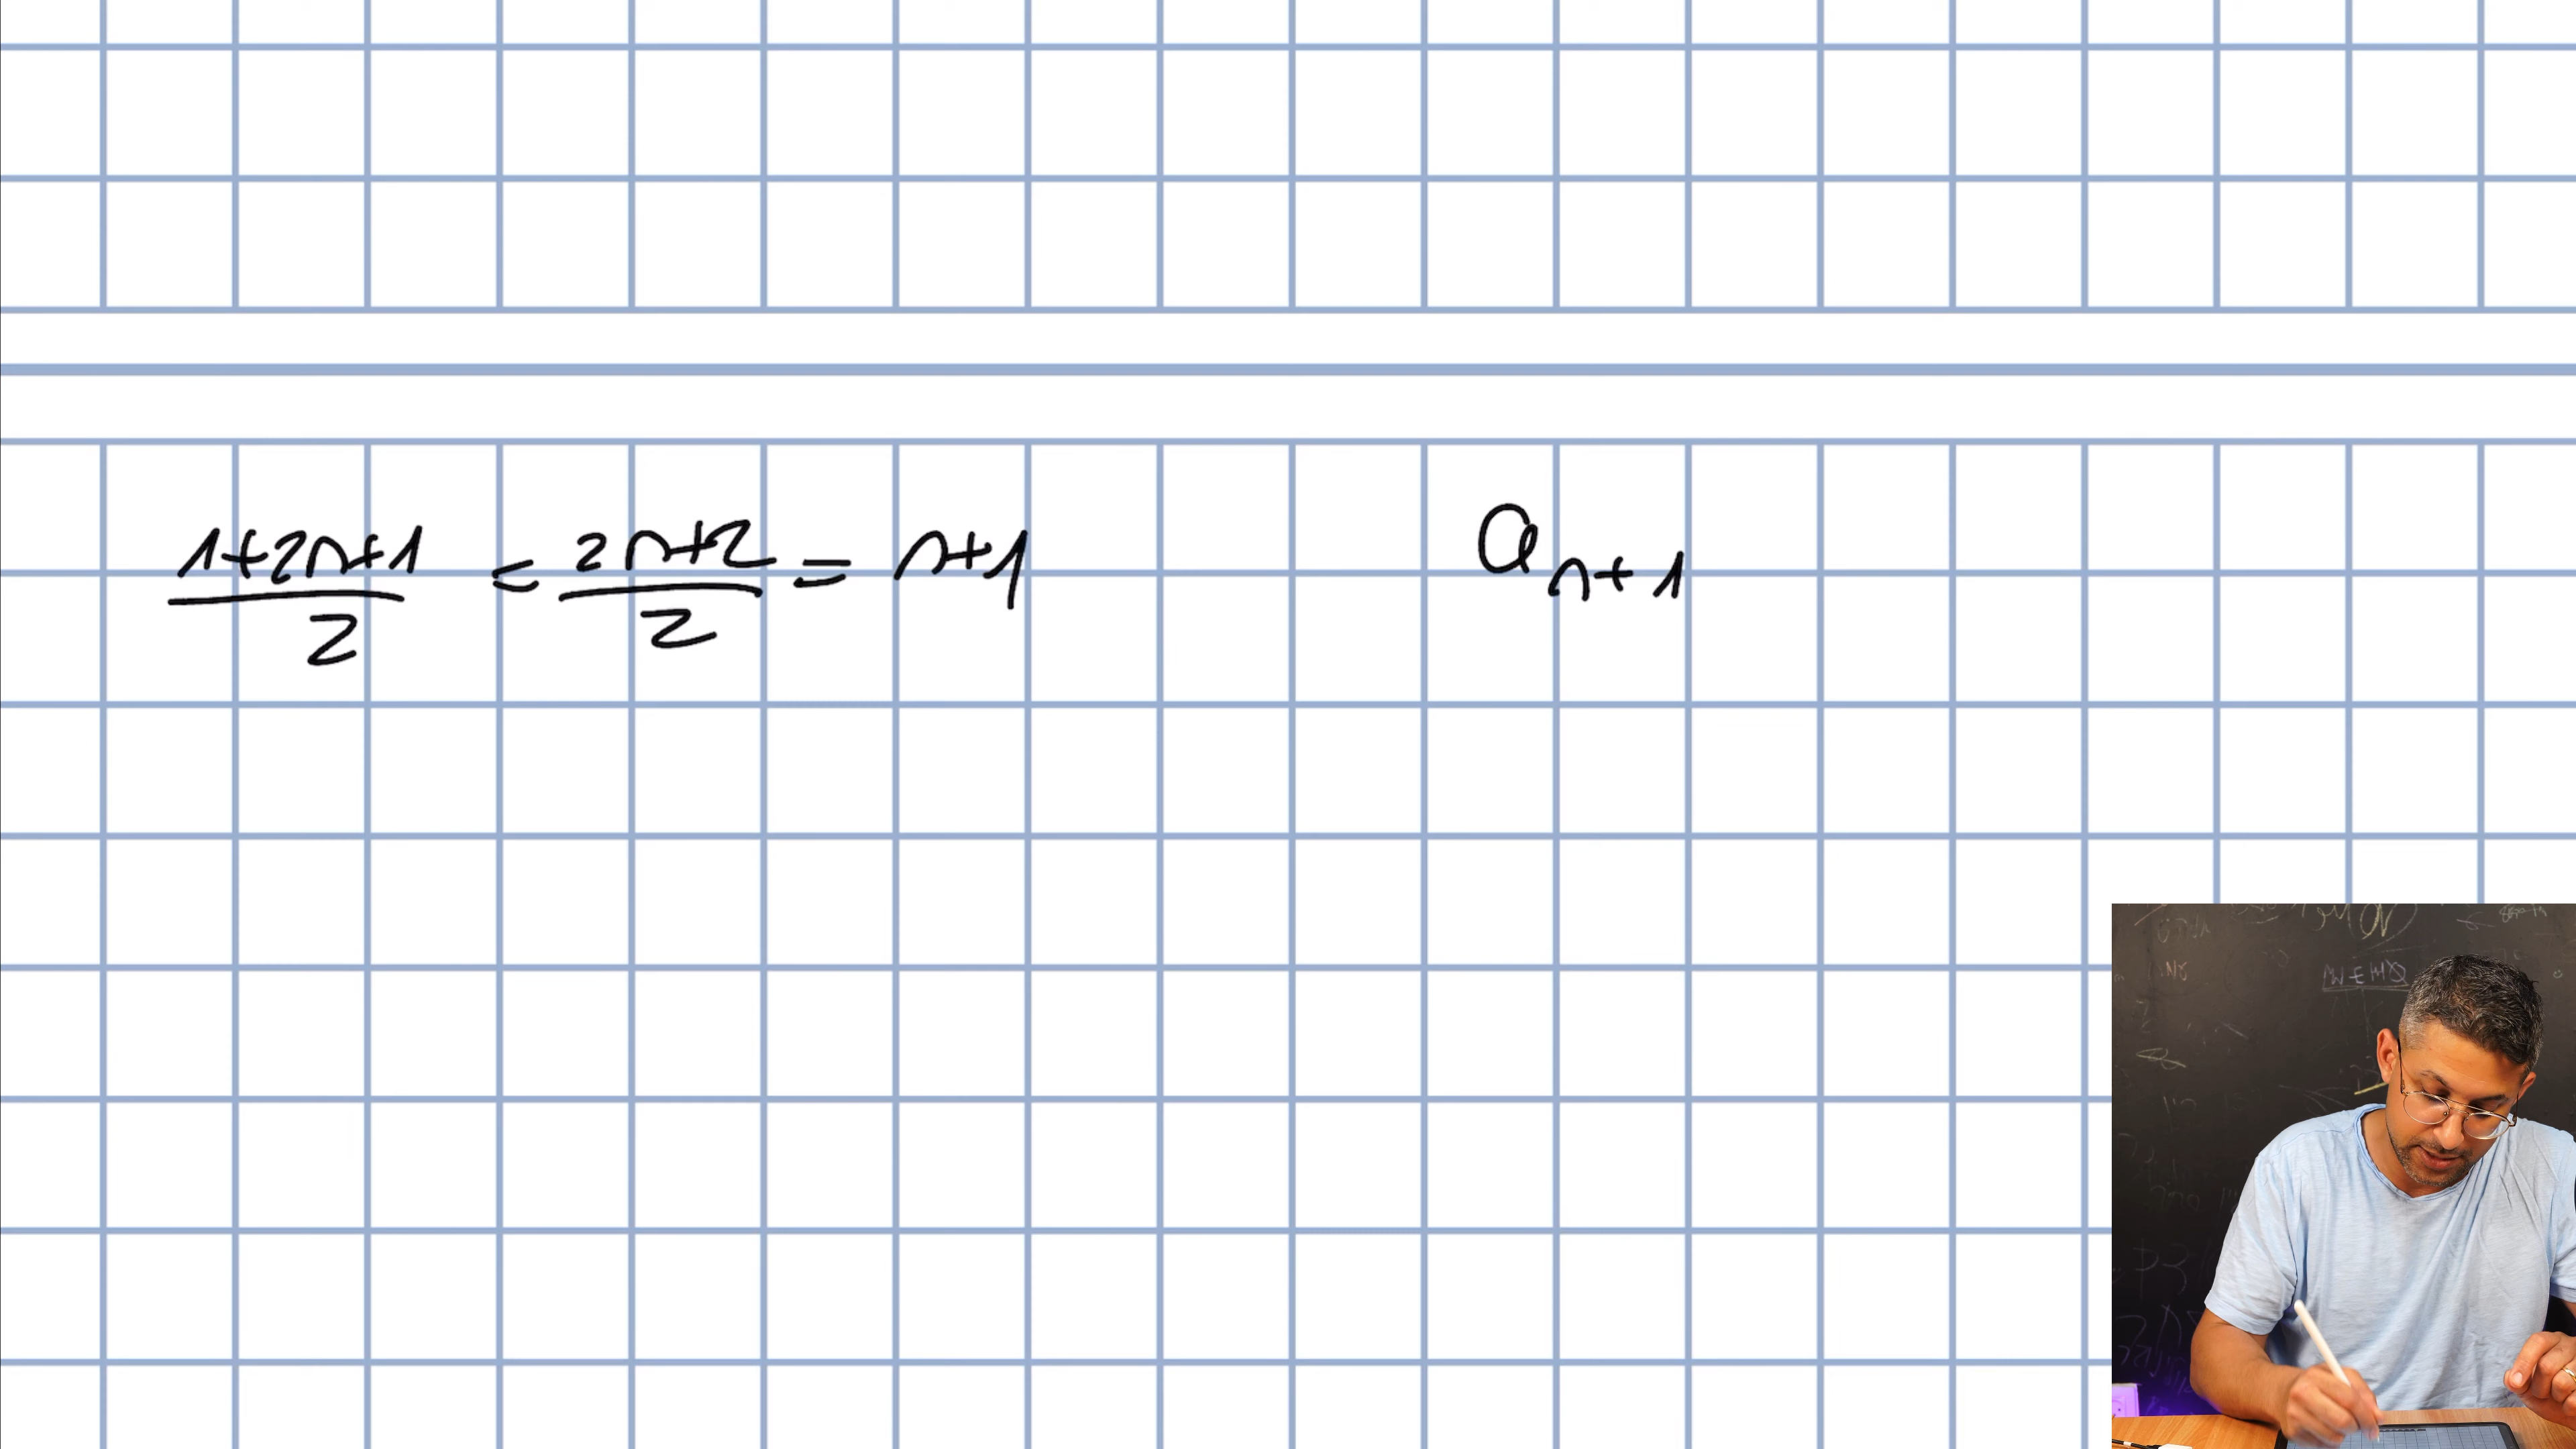 (1+2n+1)/2 = (2n+2)/2 = n+1    a_{n+1}